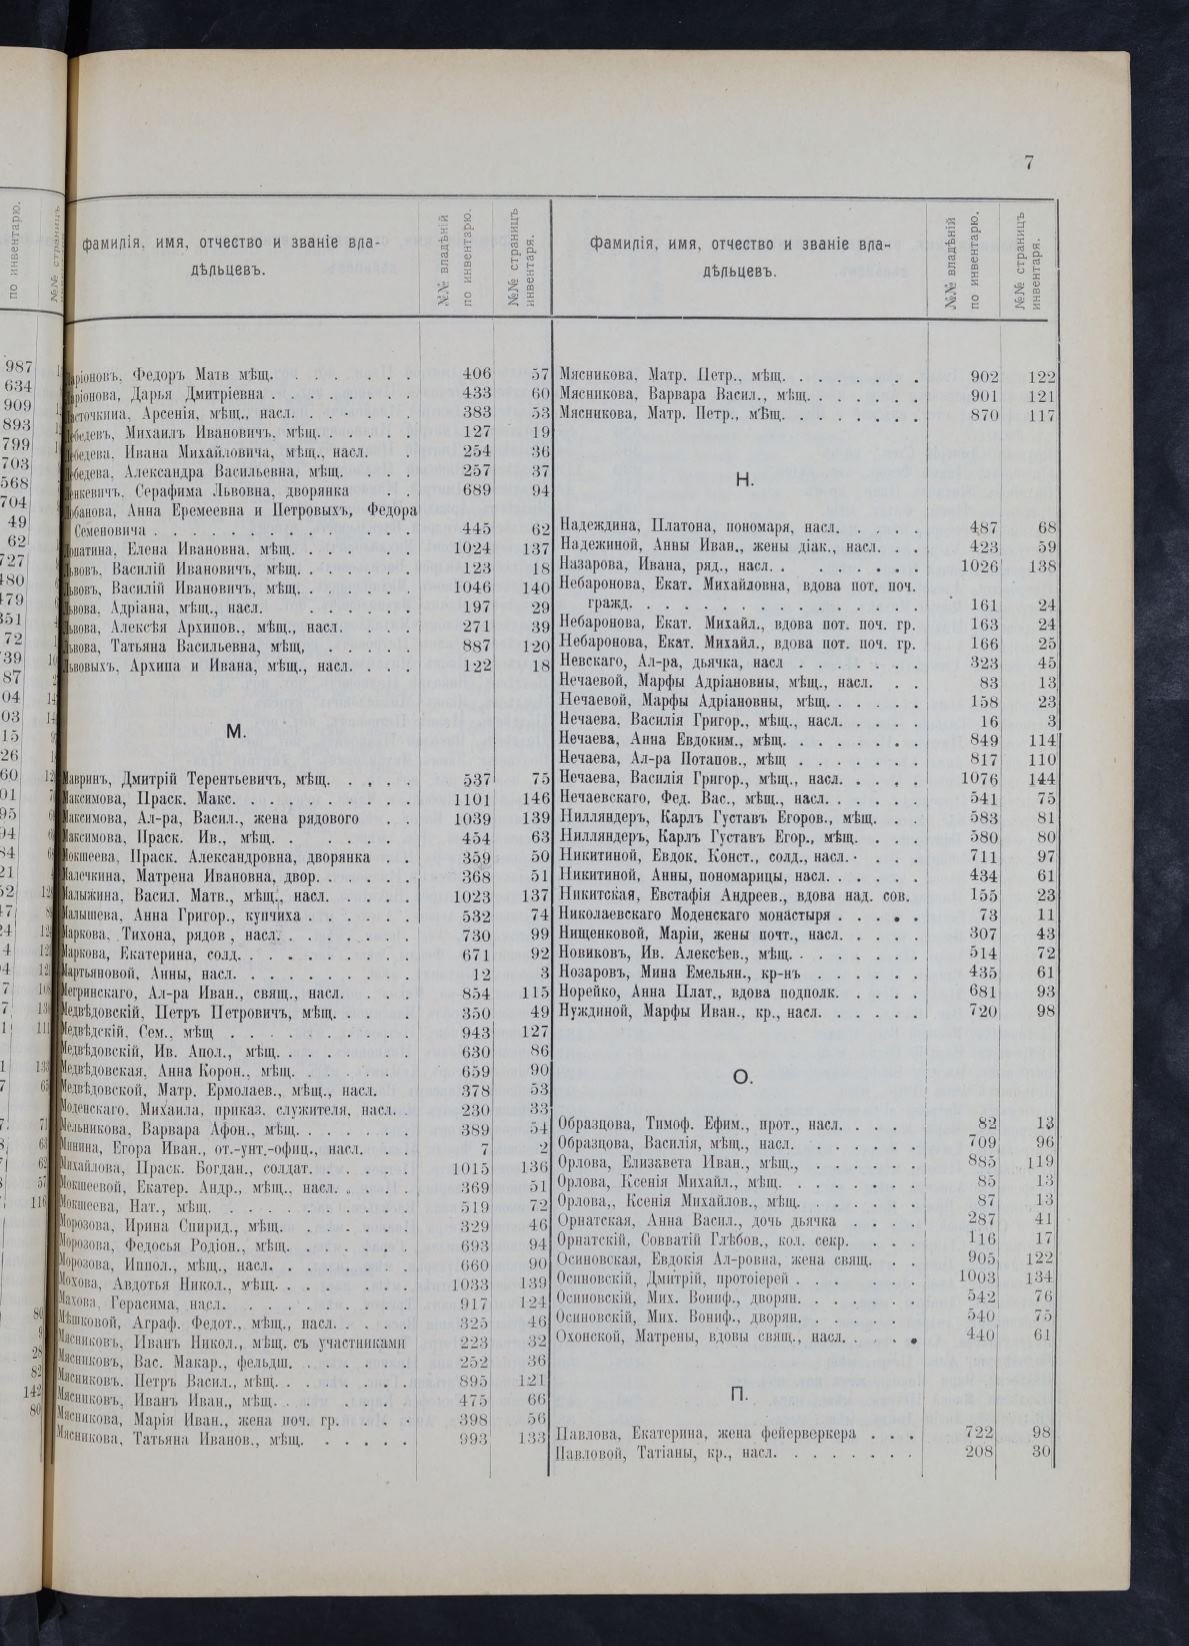 7
фамилія, имя, отчество и званіе вла-
дѣльцевъ.
№№ владѣній
по инвентарю.
№№ страницъ
инвентаря.
Ларіоновъ, Федоръ Матв мѣщ. . . . . . . . 406 57
Ларіонова, Дарья Дмитріевна . . . . . . . . 433 60
Ласточкина, Арсенія, мѣщ., насл. . . . . . . 383 53
Лебедевъ, Михаилъ Ивановичъ, мѣщ. . . . . . 127 19
Лебедева, Ивана Михайловича, мѣщ., насл. . 254 36
Лебедева, Александра Васильевна, мѣщ. . . . 257 37
Ленкевичъ, Серафима Львовна, дворянка . . 689 94
Лобанова, Анна Еремеевна и Петровыхъ, Федора
Семеновича . . . . . . . . . . . . . 445 62
Лопатина, Елена Ивановна, мѣщ. . . . . . . 1024 137
Львовъ, Василій Ивановичъ, мѣщ. . . . . . . 123 18
Львовъ, Василій Ивановичъ, мѣщ. . . . . . . 1046 140
Львова, Адріана, мѣщ., насл. . . . . . . 197 29
Львова, Алексѣя Архипов., мѣщ., насл. . . . 271 39
Львова, Татьяна Васильевна, мѣщ, . . . . . 887 120
Львовыхъ, Архипа и Ивана, мѣщ., насл. . . . 122 18
М.
Мавринъ, Дмитрій Терентьевичъ, мѣщ. . . . . 537 75
Максимова, Праск. Макс. . . . . . . . . . 1101 146
Максимова, Ал-ра, Васил., жена рядового . . 1039 139
Максимова, Праск. Ив., мѣщ. . . . . . . 454 63
Мокшеева, Праск. Александровна, дворянка . . 359 50
Малечкина, Матрена Ивановна, двор. . . . . . 368 51
Малыжина, Васил. Матв., мѣщ., насл. . . . . 1023 137
Малышева, Анна Григор., купчиха . . . . . . 532 74
Маркова, Тихона, рядов , насл. . . . . . . . 730 99
Маркова, Екатерина, солд. . . . . . . . . . 671 92
Мартьяновой, Анны, насл. . . . . . . . . . 12 3
Мегринскаго, Ал-ра Иван., свящ., насл. . . . 854 115
Медвѣдовскій, Петръ Петровичъ, мѣщ. . . . . 350 49
Медвѣдскій, Сем., мѣщ . . . . . . . . . . 943 127
Медвѣдовскій, Ив. Апол., мѣщ. . . . . . . . 630 86
Медвѣдовская, Анна Корон., мѣщ. . . . . . 659 90
Медвѣдовской, Матр. Ермолаев., мѣщ., насл. 378 53
Моденскаго, Михаила, приказ. служителя, насл. . 230 33
Мельникова, Варвара Афон., мѣщ. . . . . . . 389 54
Минина, Егора Иван., от.-унт.-офиц., насл. . . 7 2
Михайлова, Праск. Богдан., солдат. . . . . . 1015 136
Мокшеевой, Екатер. Андр., мѣщ., насл. . . . . 369 51
Мокшеева, Нат., мѣщ. . . . . . . . . . . 519 72
Морозова, Ирина Спирид., мѣщ. . . . . . . 329 46
Морозова, Федосья Родіон., мѣщ. . . . . . . 693 94
Морозова, Иппол., мѣщ., насл. . . . . . . . 660 90
Мохова, Авдотья Никол., мѣщ. . . . . . . . 1033 139
Махова, Герасима, насл. . . . . . . . . . 917 124
Мѣшковой, Аграф. Федот., мѣщ., насл. . . . . 325 46
Мясниковъ, Иванъ Никол., мѣщ. съ участниками 223 32
Мясниковъ, Вас. Макар., фельдш. . . . . . . 252 36
Мясниковъ. Петръ Васил., мѣщ. . . . . . . . 895 121
Мясниковъ, Иванъ Иван., мѣщ. . . . . . . . 475 66
Мясникова, Марія Иван., жена поч. гр. . . . . 398 56
Мясникова, Татьяна Иванов., мѣщ. . . . . . 993 133
фамилія, имя, отчество и званіе вла-
дѣльцевъ.
№№ владѣній
по инвентарю.
№№ страницъ
инвентаря.
Мясникова, Матр. Петр., мѣщ. . . . . . . . 902 122
Мясникова, Варвара Васил., мѣщ. . . . . . . 901 121
Мясникова, Матр. Петр., мѣщ. . . . . . . . 870 117
Н.
Надеждина, Платона, пономаря, насл. . . . . 487 68
Надежиной, Анны Иван., жены діак., насл. . . 423 59
Назарова, Ивана, ряд., насл. . . . . . . . 1026 138
Небаронова, Екат. Михайловна, вдова пот. поч.
гражд. . . . . . . . . . . . . . . . 161 24
Небаронова, Екат. Михайл., вдова пот. поч. гр. 163 24
Небаронова, Екат. Михайл., вдова пот. поч. гр. 166 25
Невскаго, Ал-ра, дьячка, насл . . . . . . . 323 45
Нечаевой, Марфы Адріановны, мѣщ., насл. . . 83 13
Нечаевой, Марфы Адріановны, мѣщ. . . . . . 158 23
Нечаева, Василія Григор., мѣщ., насл. . . . . 16 3
Нечаева, Анна Евдоким., мѣщ. . . . . . . . 849 114
Нечаева, Ал-ра Потапов., мѣщ . . . . . . . 817 110
Нечаева, Василія Григор., мѣщ., насл. . . . . 1076 144
Нечаевскаго, Фед. Вас., мѣщ., насл. . . . . . 541 75
Нилляндеръ, Карлъ Густавъ Егоров., мѣщ. . . 583 81
Нилляндеръ, Карлъ Густавъ Егор., мѣщ. . . . 580 80
Никитиной, Евдок. Конст., солд., насл. . . . 711 97
Никитиной, Анны, пономарицы, насл. . . . . . 434 61
Никитская, Евстафія Андреев., вдова над. сов. 155 23
Николаевскаго Моденскаго монастыря . . . . . 73 11
Нищенковой, Маріи, жены почт., насл. . . . . 307 43
Новиковъ, Ив. Алексѣев., мѣщ. . . . . . . . 514 72
Нозаровъ, Мина Емельян., кр-нъ . . . . . . 435 61
Норейко, Анна Плат., вдова подполк. . . . . 681 93
Нуждиной, Марфы Иван., кр., насл. . . . . . 720 98
О.
Образцова, Тимоф. Ефим., прот., насл. . . . 82 13
Образцова, Василія, мѣщ., насл. . . . . . . 709 96
Орлова, Елизавета Иван., мѣщ., . . . . . . 885 119
Орлова, Ксенія Михайл., мѣщ. . . . . . . . 85 13
Орлова,, Ксенія Михайлов., мѣщ. . . . . . . 87 13
Орнатская, Анна Васил., дочь дьячка . . . . 287 41
Орнатскій, Совватій Глѣбов., кол. секр. . . . 116 17
Осиновская, Евдокія Ал-ровна, жена свящ. . . 905 122
Осиновскій, Дмитрій, протоіерей . . . . . . 1003 134
Осиновскій, Мих. Вониф., дворян. . . . . . . 542 76
Осиновскій, Мих. Вониф., дворян. . . . . . 540 75
Охонской, Матрены, вдовы свящ., насл. . . . . 440 61
П.
Павлова, Екатерина, жена фейерверкера . . . 722 98
Павловой, Татіаны, кр., насл. . . . . . . . 208 30